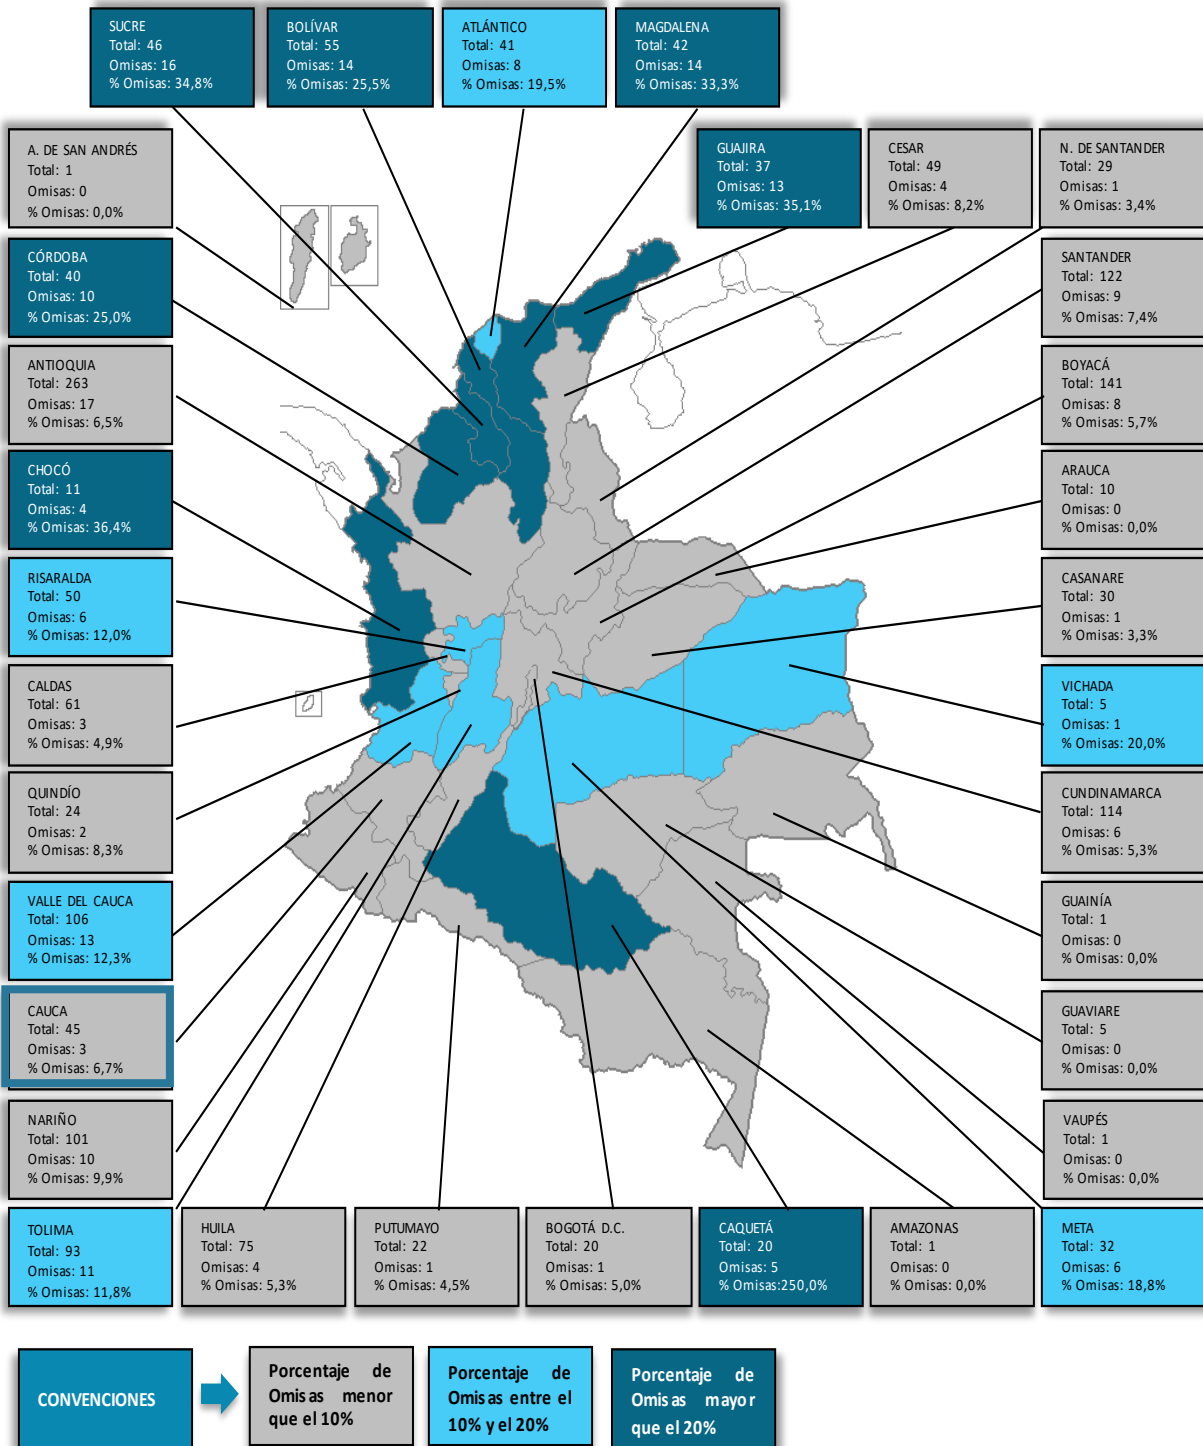 SUCRE
Total: 46
Omisas: 16
% Omisas: 34,8%
BOLÍVAR
Total: 55
Omisas: 14
% Omisas: 25,5%
ATLÁNTICO
Total: 41
Omisas: 8
% Omisas: 19,5%
MAGDALENA
Total: 42
Omisas: 14
% Omisas: 33,3%
A. DE SAN ANDRÉS
Total: 1
Omisas: 0
% Omisas: 0,0%
GUAJIRA
Total: 37
Omisas: 13
% Omisas: 35,1%
CESAR
Total: 49
Omisas: 4
% Omisas: 8,2%
N. DE SANTANDER
Total: 29
Omisas: 1
% Omisas: 3,4%
CÓRDOBA
Total: 40
Omisas: 10
% Omisas: 25,0%
SANTANDER
Total: 122
Omisas: 9
% Omisas: 7,4%
ANTIOQUIA
Total: 263
Omisas: 17
% Omisas: 6,5%
BOYACÁ
Total: 141
Omisas: 8
% Omisas: 5,7%
CHOCÓ
Total: 11
Omisas: 4
% Omisas: 36,4%
ARAUCA
Total: 10
Omisas: 0
% Omisas: 0,0%
RISARALDA
Total: 50
Omisas: 6
% Omisas: 12,0%
CASANARE
Total: 30
Omisas: 1
% Omisas: 3,3%
CALDAS
Total: 61
Omisas: 3
% Omisas: 4,9%
VICHADA
Total: 5
Omisas: 1
% Omisas: 20,0%
QUINDÍO
Total: 24
Omisas: 2
% Omisas: 8,3%
CUNDINAMARCA
Total: 114
Omisas: 6
% Omisas: 5,3%
VALLE DEL CAUCA
Total: 106
Omisas: 13
% Omisas: 12,3%
GUAINÍA
Total: 1
Omisas: 0
% Omisas: 0,0%
CAUCA
Total: 45
Omisas: 3
% Omisas: 6,7%
GUAVIARE
Total: 5
Omisas: 0
% Omisas: 0,0%
NARIÑO
Total: 101
Omisas: 10
% Omisas: 9,9%
VAUPÉS
Total: 1
Omisas: 0
% Omisas: 0,0%
TOLIMA
Total: 93
Omisas: 11
% Omisas: 11,8%
HUILA
Total: 75
Omisas: 4
% Omisas: 5,3%
PUTUMAYO
Total: 22
Omisas: 1
% Omisas: 4,5%
BOGOTÁ D.C.
Total: 20
Omisas: 1
% Omisas: 5,0%
CAQUETÁ
Total: 20
Omisas: 5
% Omisas:250,0%
AMAZONAS
Total: 1
Omisas: 0
% Omisas: 0,0%
META
Total: 32
Omisas: 6
% Omisas: 18,8%
CONVENCIONES
Porcentaje de
Omisas menor
que el 10%
Porcentaje de
Omisas entre el
10% y el 20%
Porcentaje de
Omisas mayor
que el 20%